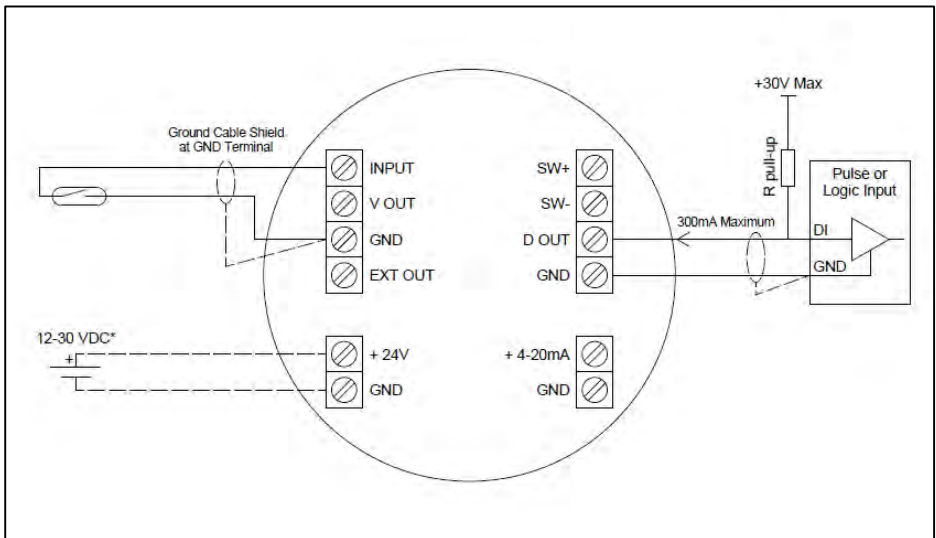 +30V Max
Ground Cable Shield
at GND Terminal
R pull-up
INPUT
SW+
Pulse or
Logic Input
V OUT
SW-
300mA Maximum
DI
GND
D OUT
GND
EXT OUT
GND
12-30 VDC*
+
+ 24V
+ 4-20mA
GND
GND